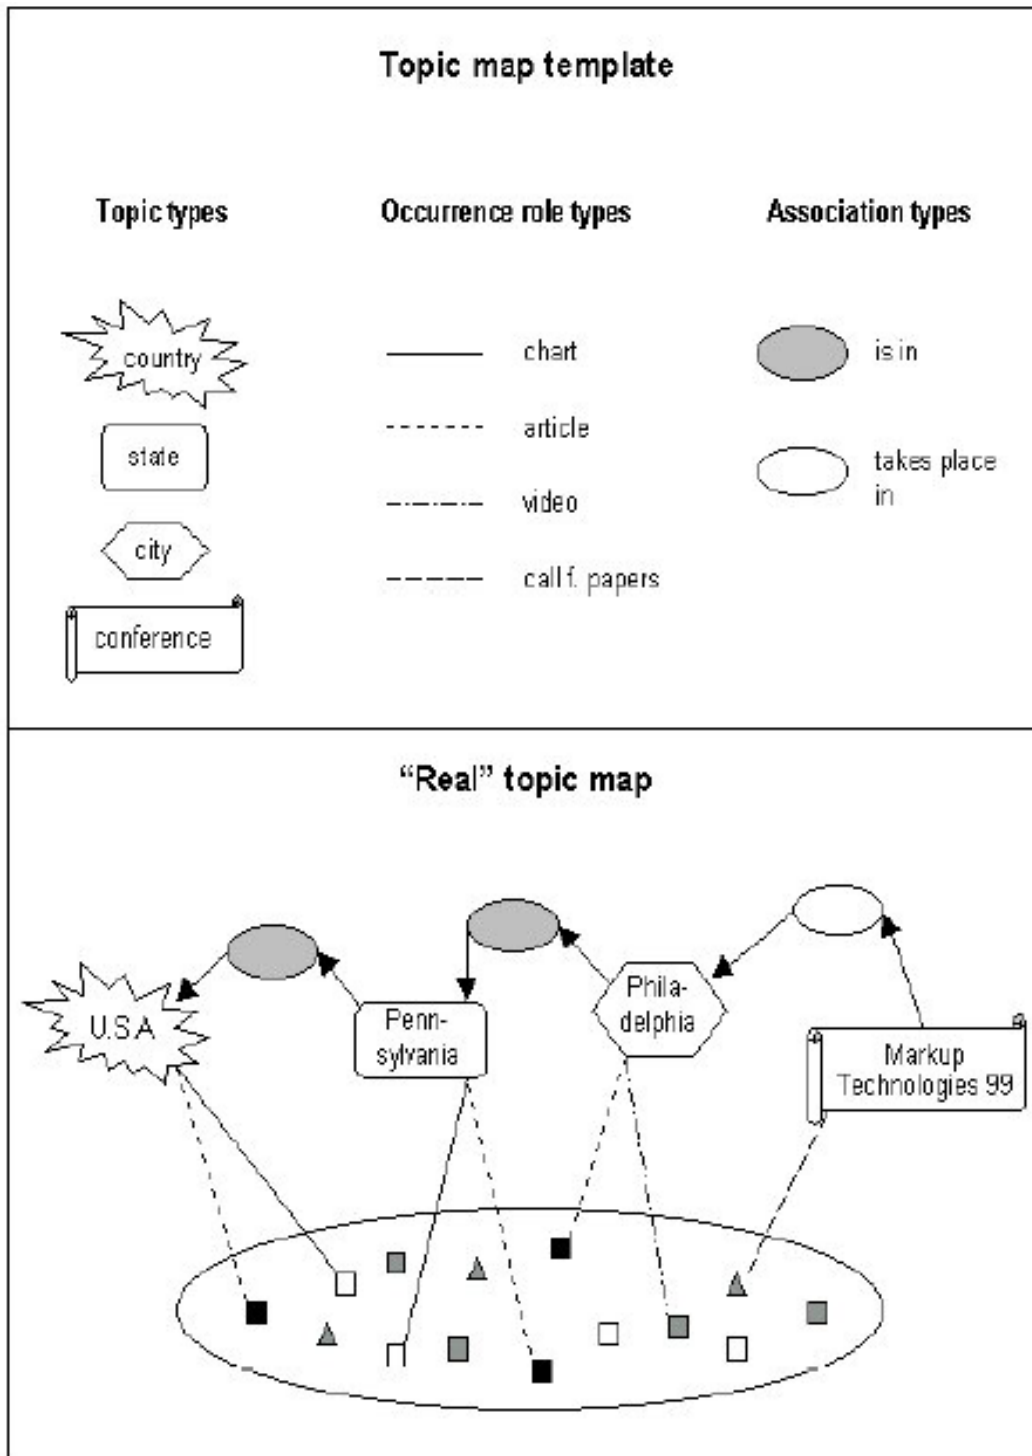 Topic map template
Topic types
Occurrence role types
Association types
country
state
city
conference
chart
article
video
call f. papers
is in
takes place
in
“Real” topic map
U.S.A
Penn-
sylvania
Phila-
delphia
Markup
Technologies 99